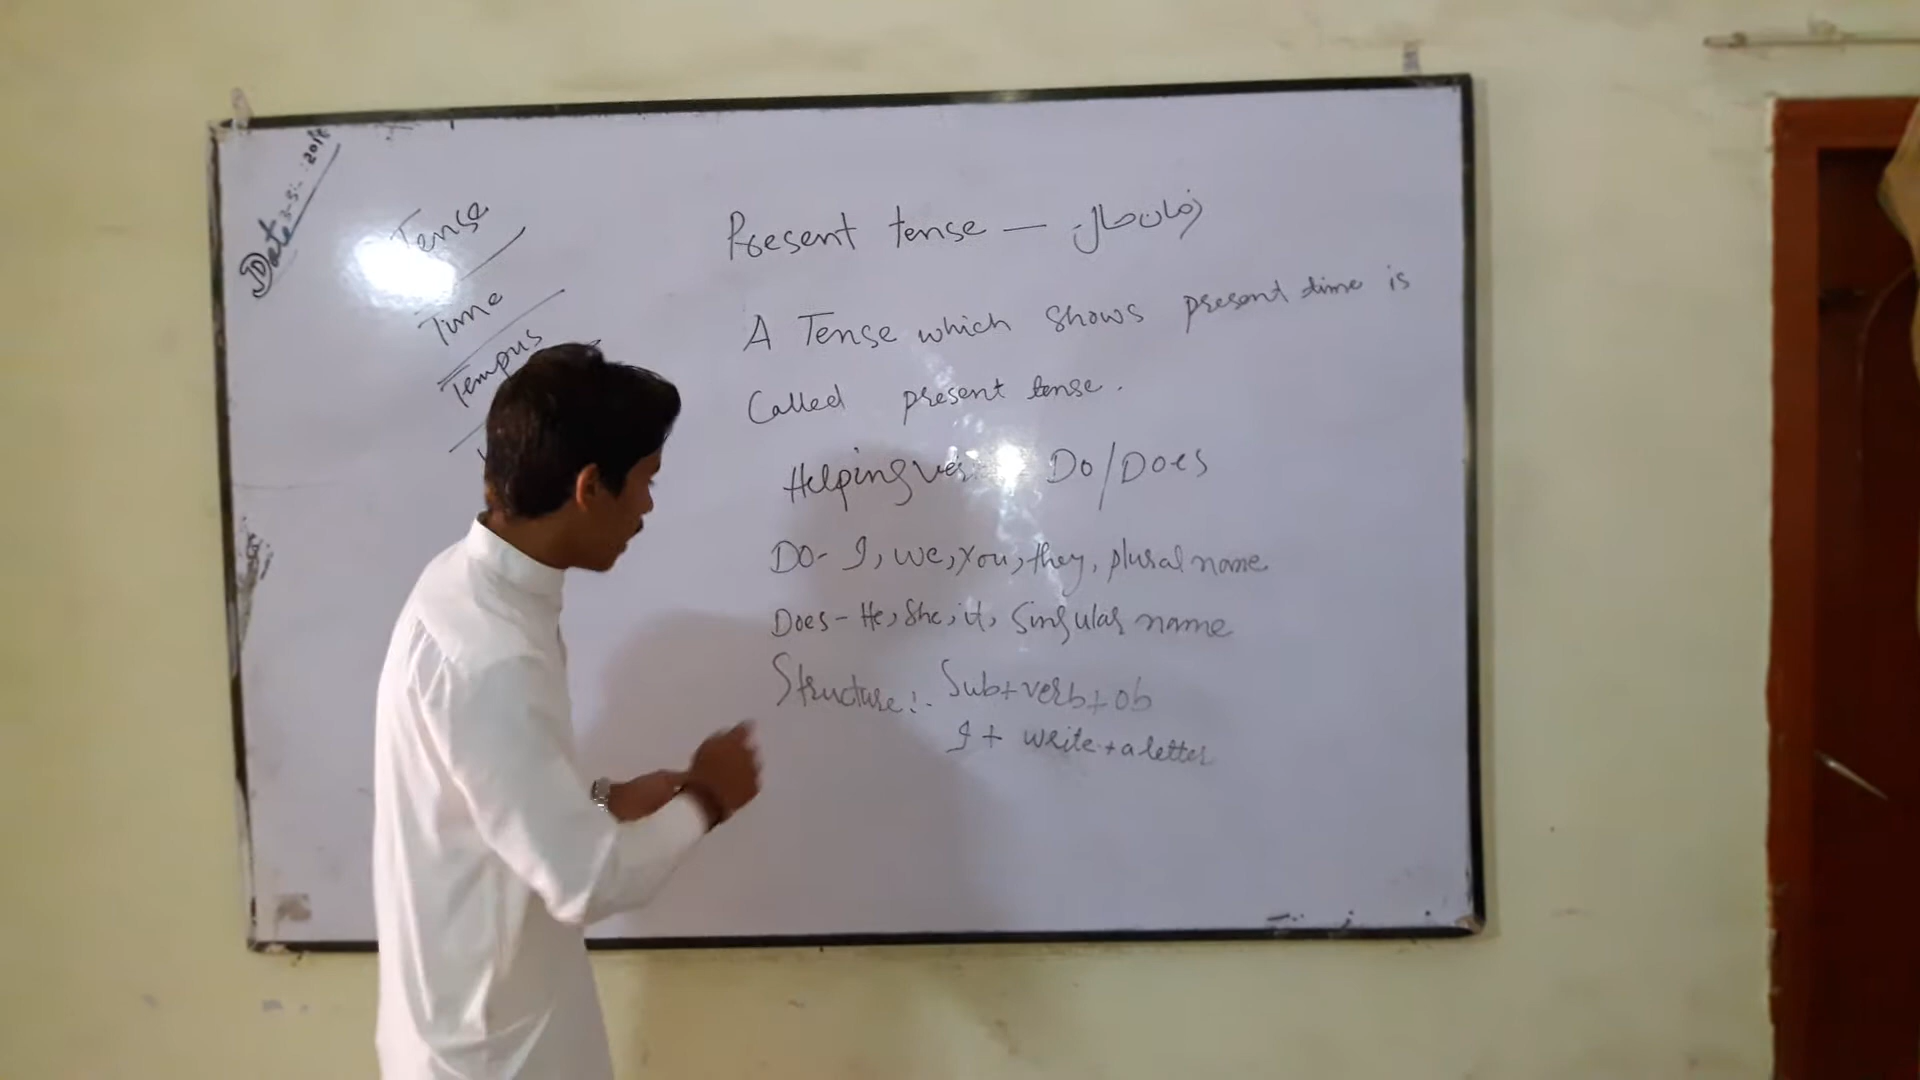 Date 3-5-2018
Tense
Time
Tempus
Present tense — زمان حال
A Tense which shows present time is
Called present tense.
Helping Do/Does
Do- I, we, You, they, plural name
Does- He, She, it, Singular name
Structure:- Sub+verb+ob
I + write + a letter